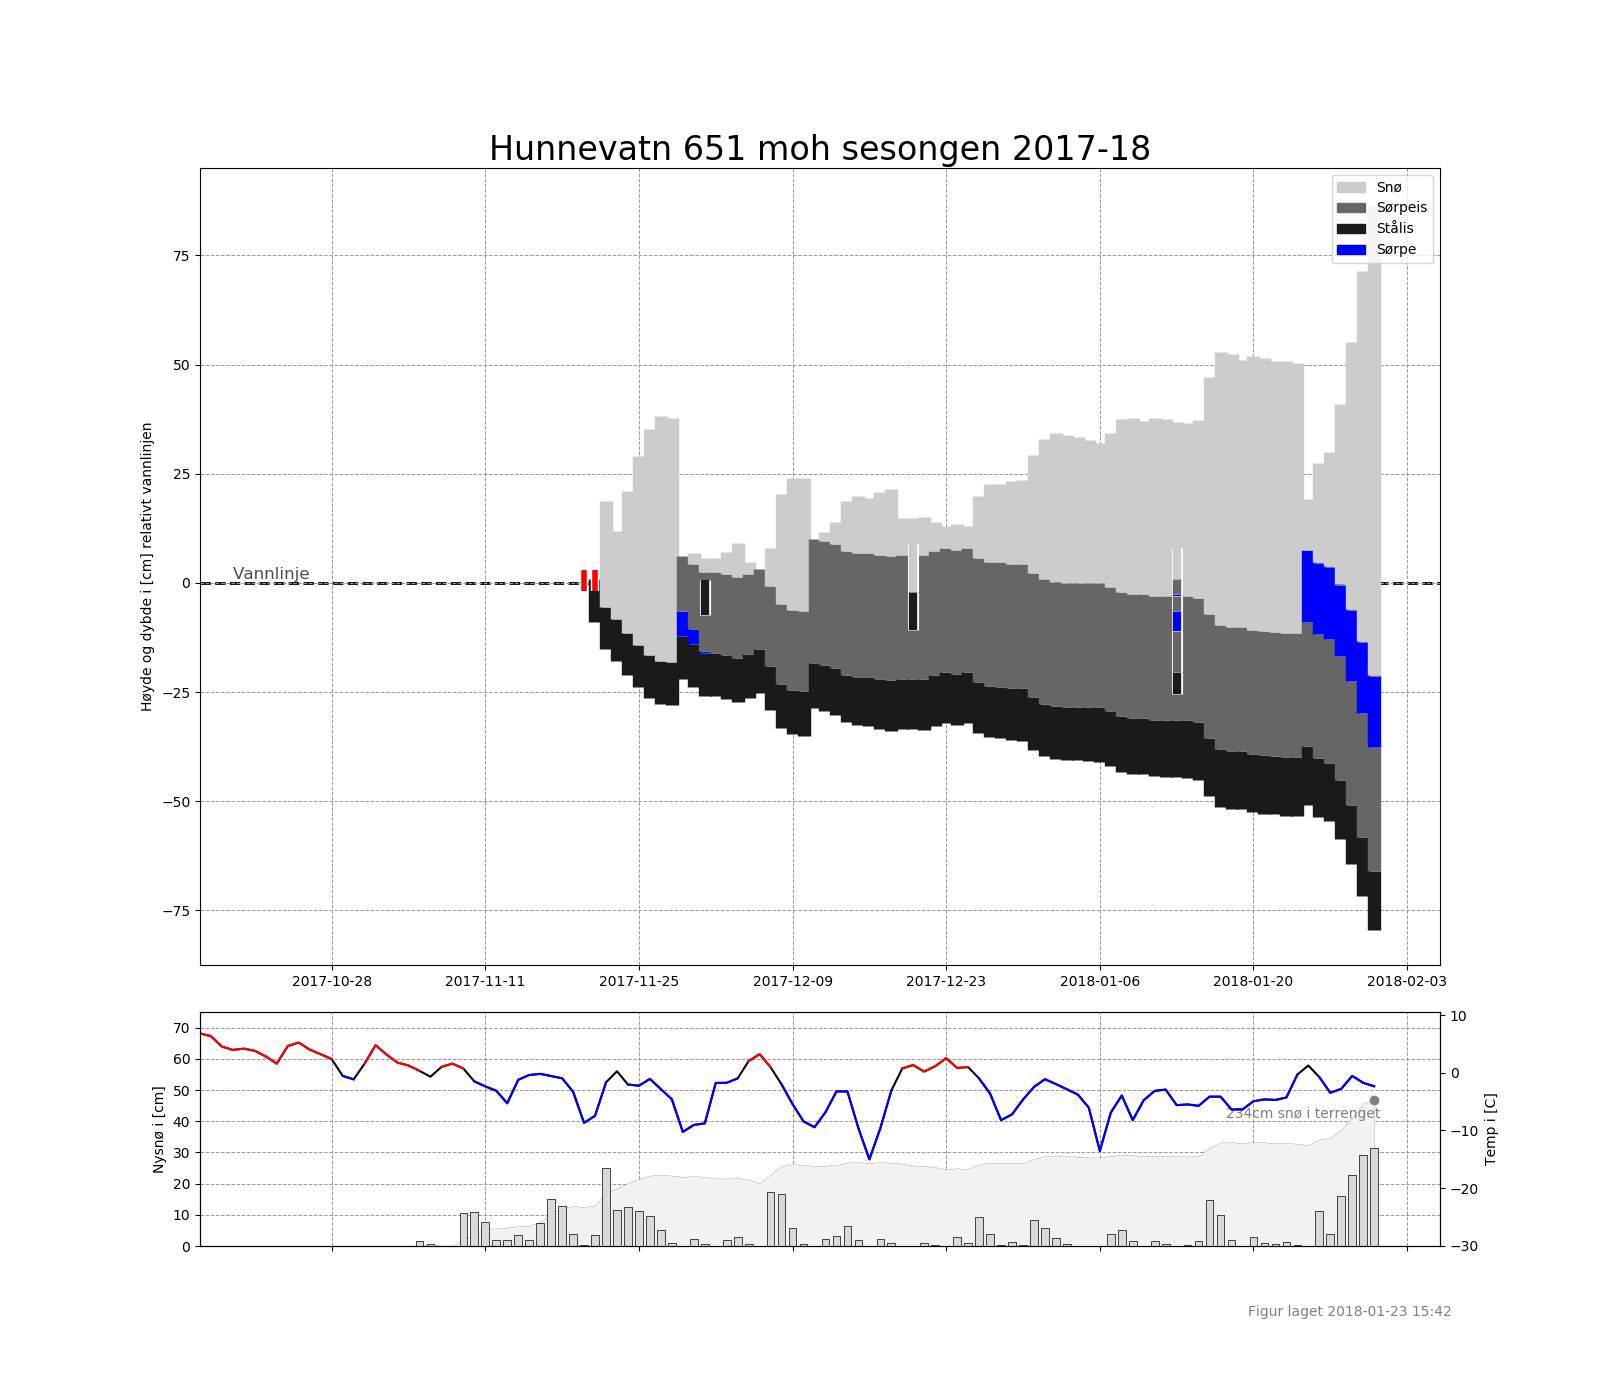 Hunnevatn 651 moh sesongen 2017-18
Snø
Sørpeis
Stålis
Sørpe
Høyde og dybde i [cm] relativt vannlinjen
75
50
25
0
−25
−50
−75
Vannlinje
2017-10-28 2017-11-11 2017-11-25 2017-12-09 2017-12-23 2018-01-06 2018-01-20 2018-02-03
Nysnø i [cm]
70
60
50
40
30
20
10
0
234cm snø i terrenget
10
0
−10
−20
−30
Temp i [C]
Figur laget 2018-01-23 15:42